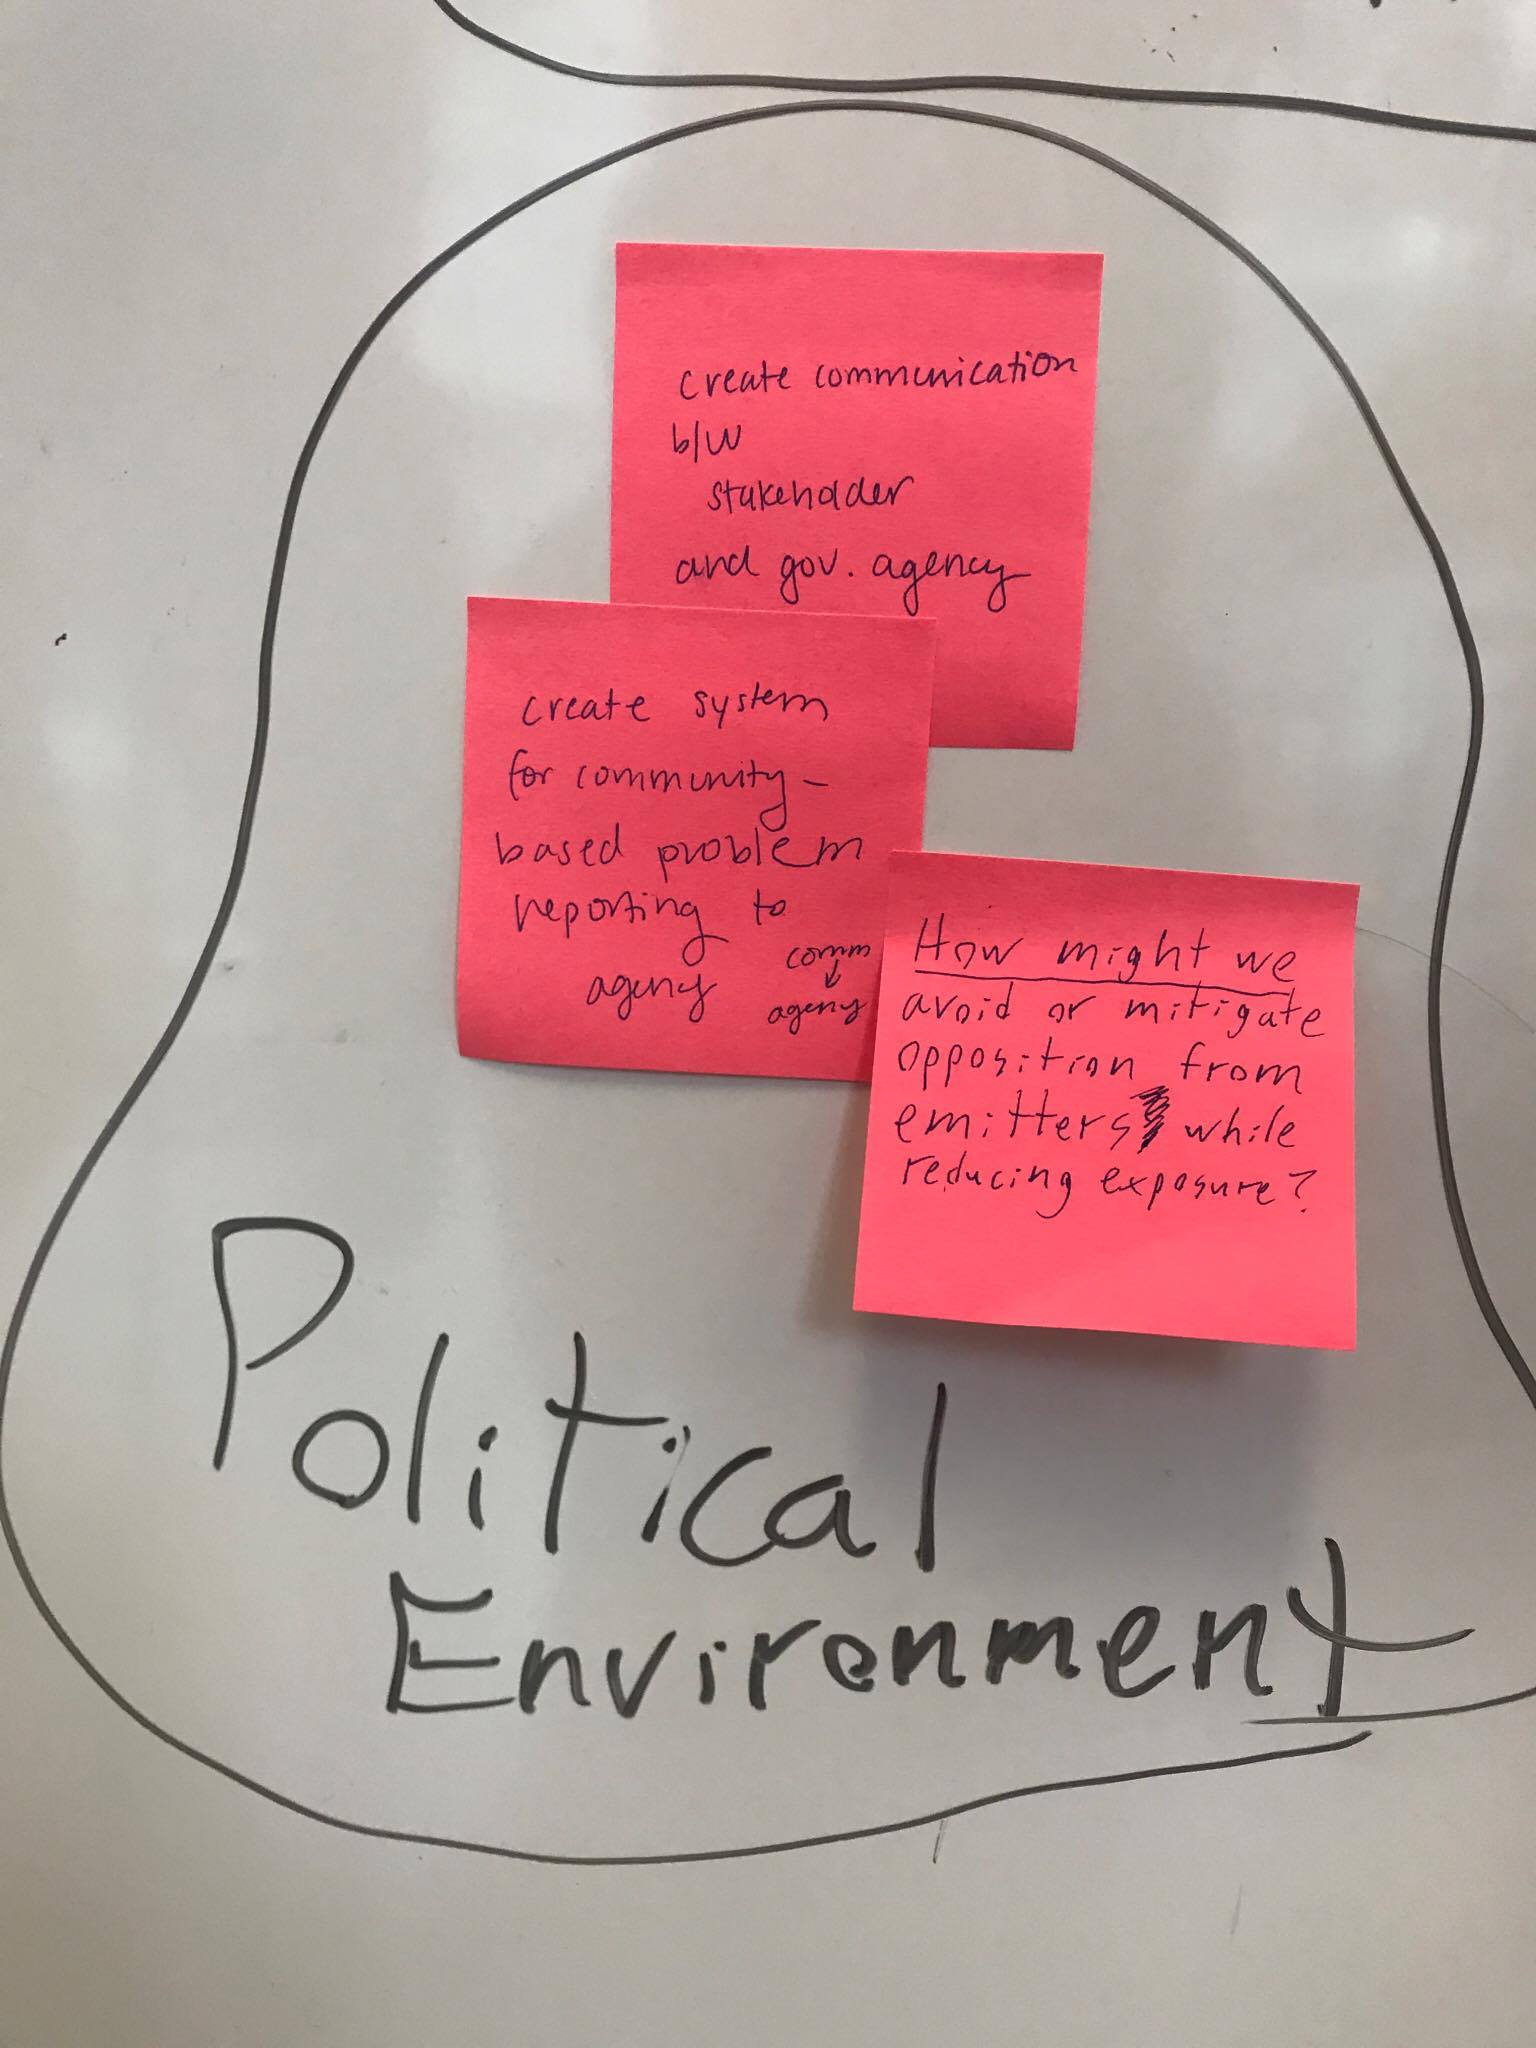 create communication
b/w
stakeholder
and gov. agency
create system
for community-
based problem
reporting to
agency
comm
↓
agency
How might we
avoid or mitigate
opposition from
emitters while
reducing exposure?
Political
Environment